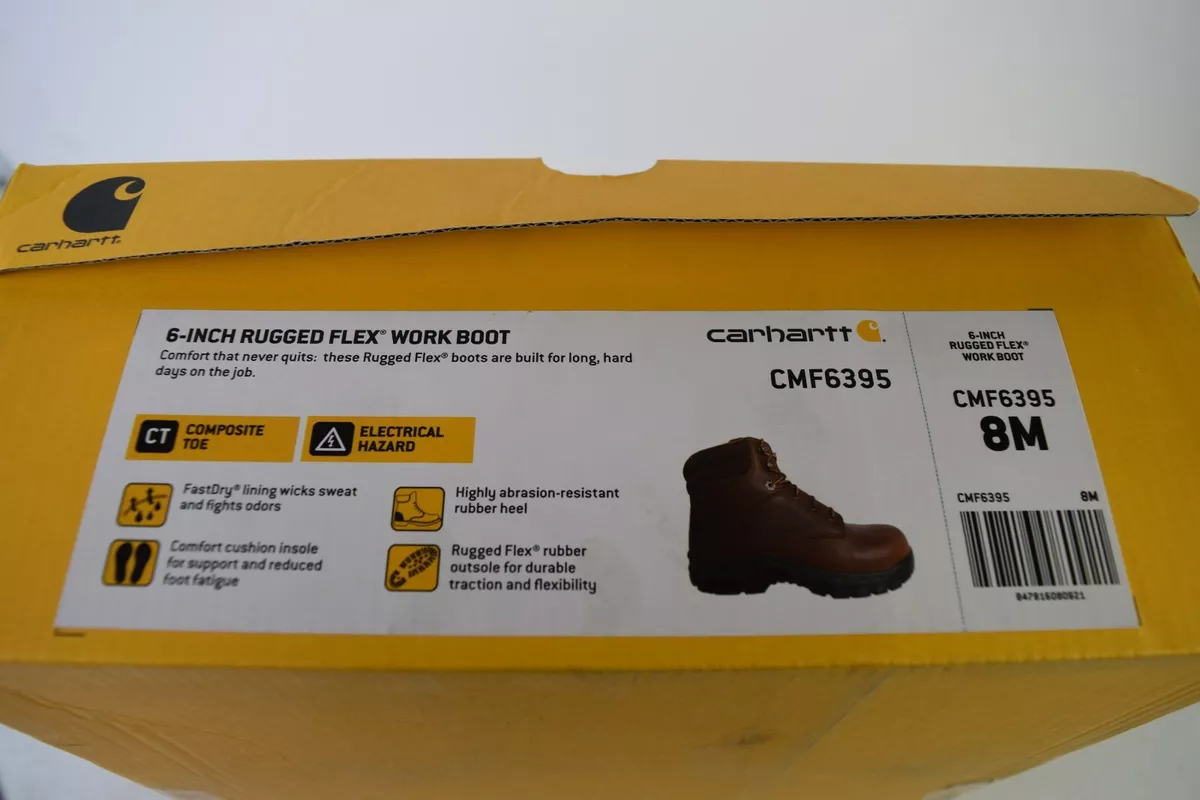 carhartt.
6-INCH RUGGED FLEX® WORK BOOT
Comfort that never quits: these Rugged Flex® boots are built for long, hard
days on the job.
CT COMPOSITE
TOE
ELECTRICAL
HAZARD
FastDry® lining wicks sweat
and fights odors
Comfort cushion insole
for support and reduced
foot fatigue
Highly abrasion-resistant
rubber heel
Rugged Flex® rubber
outsole for durable
traction and flexibility
carhartt
CMF6395
6-INCH
RUGGED FLEX®
WORK BOOT
CMF6395
8M
CMF6395 8M
847816080621